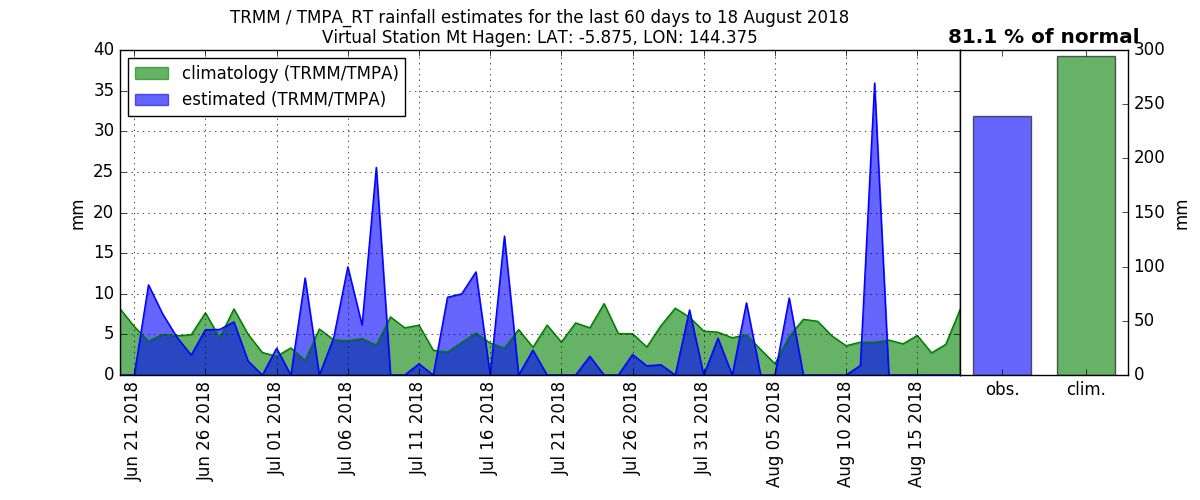 TRMM / TMPA_RT rainfall estimates for the last 60 days to 18 August 2018
Virtual Station Mt Hagen: LAT: -5.875, LON: 144.375
81.1 % of normal
climatology (TRMM/TMPA)
estimated (TRMM/TMPA)
40
35
30
25
20
15
10
5
0
mm
Jun 21 2018
Jun 26 2018
Jul 01 2018
Jul 06 2018
Jul 11 2018
Jul 16 2018
Jul 21 2018
Jul 26 2018
Jul 31 2018
Aug 05 2018
Aug 10 2018
Aug 15 2018
obs.
clim.
300
250
200
150
100
50
0
mm